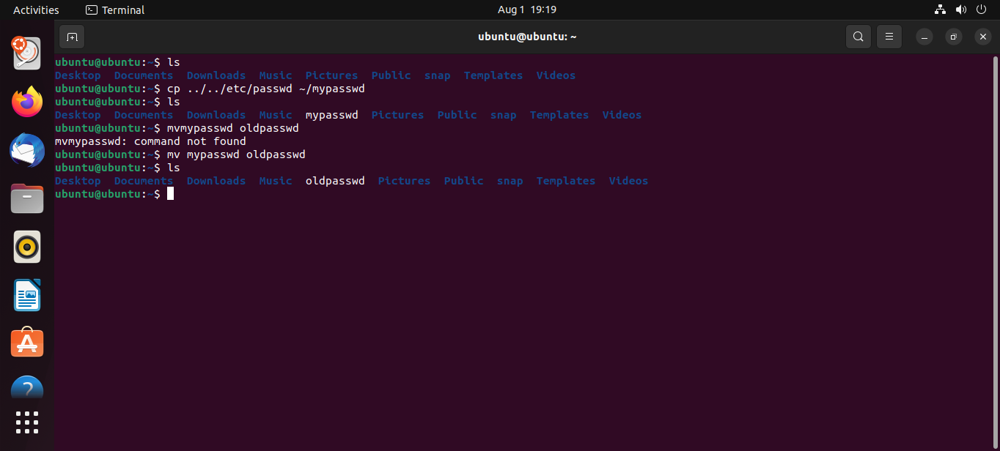 Activities Terminal Aug 1 19:19
ubuntu@ubuntu: ~
ubuntu@ubuntu:~$ ls
Desktop Documents Downloads Music Pictures Public snap Templates Videos
ubuntu@ubuntu:~$ cp ../../etc/passwd ~/mypasswd
ubuntu@ubuntu:~$ ls
Desktop Documents Downloads Music mypasswd Pictures Public snap Templates Videos
ubuntu@ubuntu:~$ mvmypasswd oldpasswd
mvmypasswd: command not found
ubuntu@ubuntu:~$ mv mypasswd oldpasswd
ubuntu@ubuntu:~$ ls
Desktop Documents Downloads Music oldpasswd Pictures Public snap Templates Videos
ubuntu@ubuntu:~$